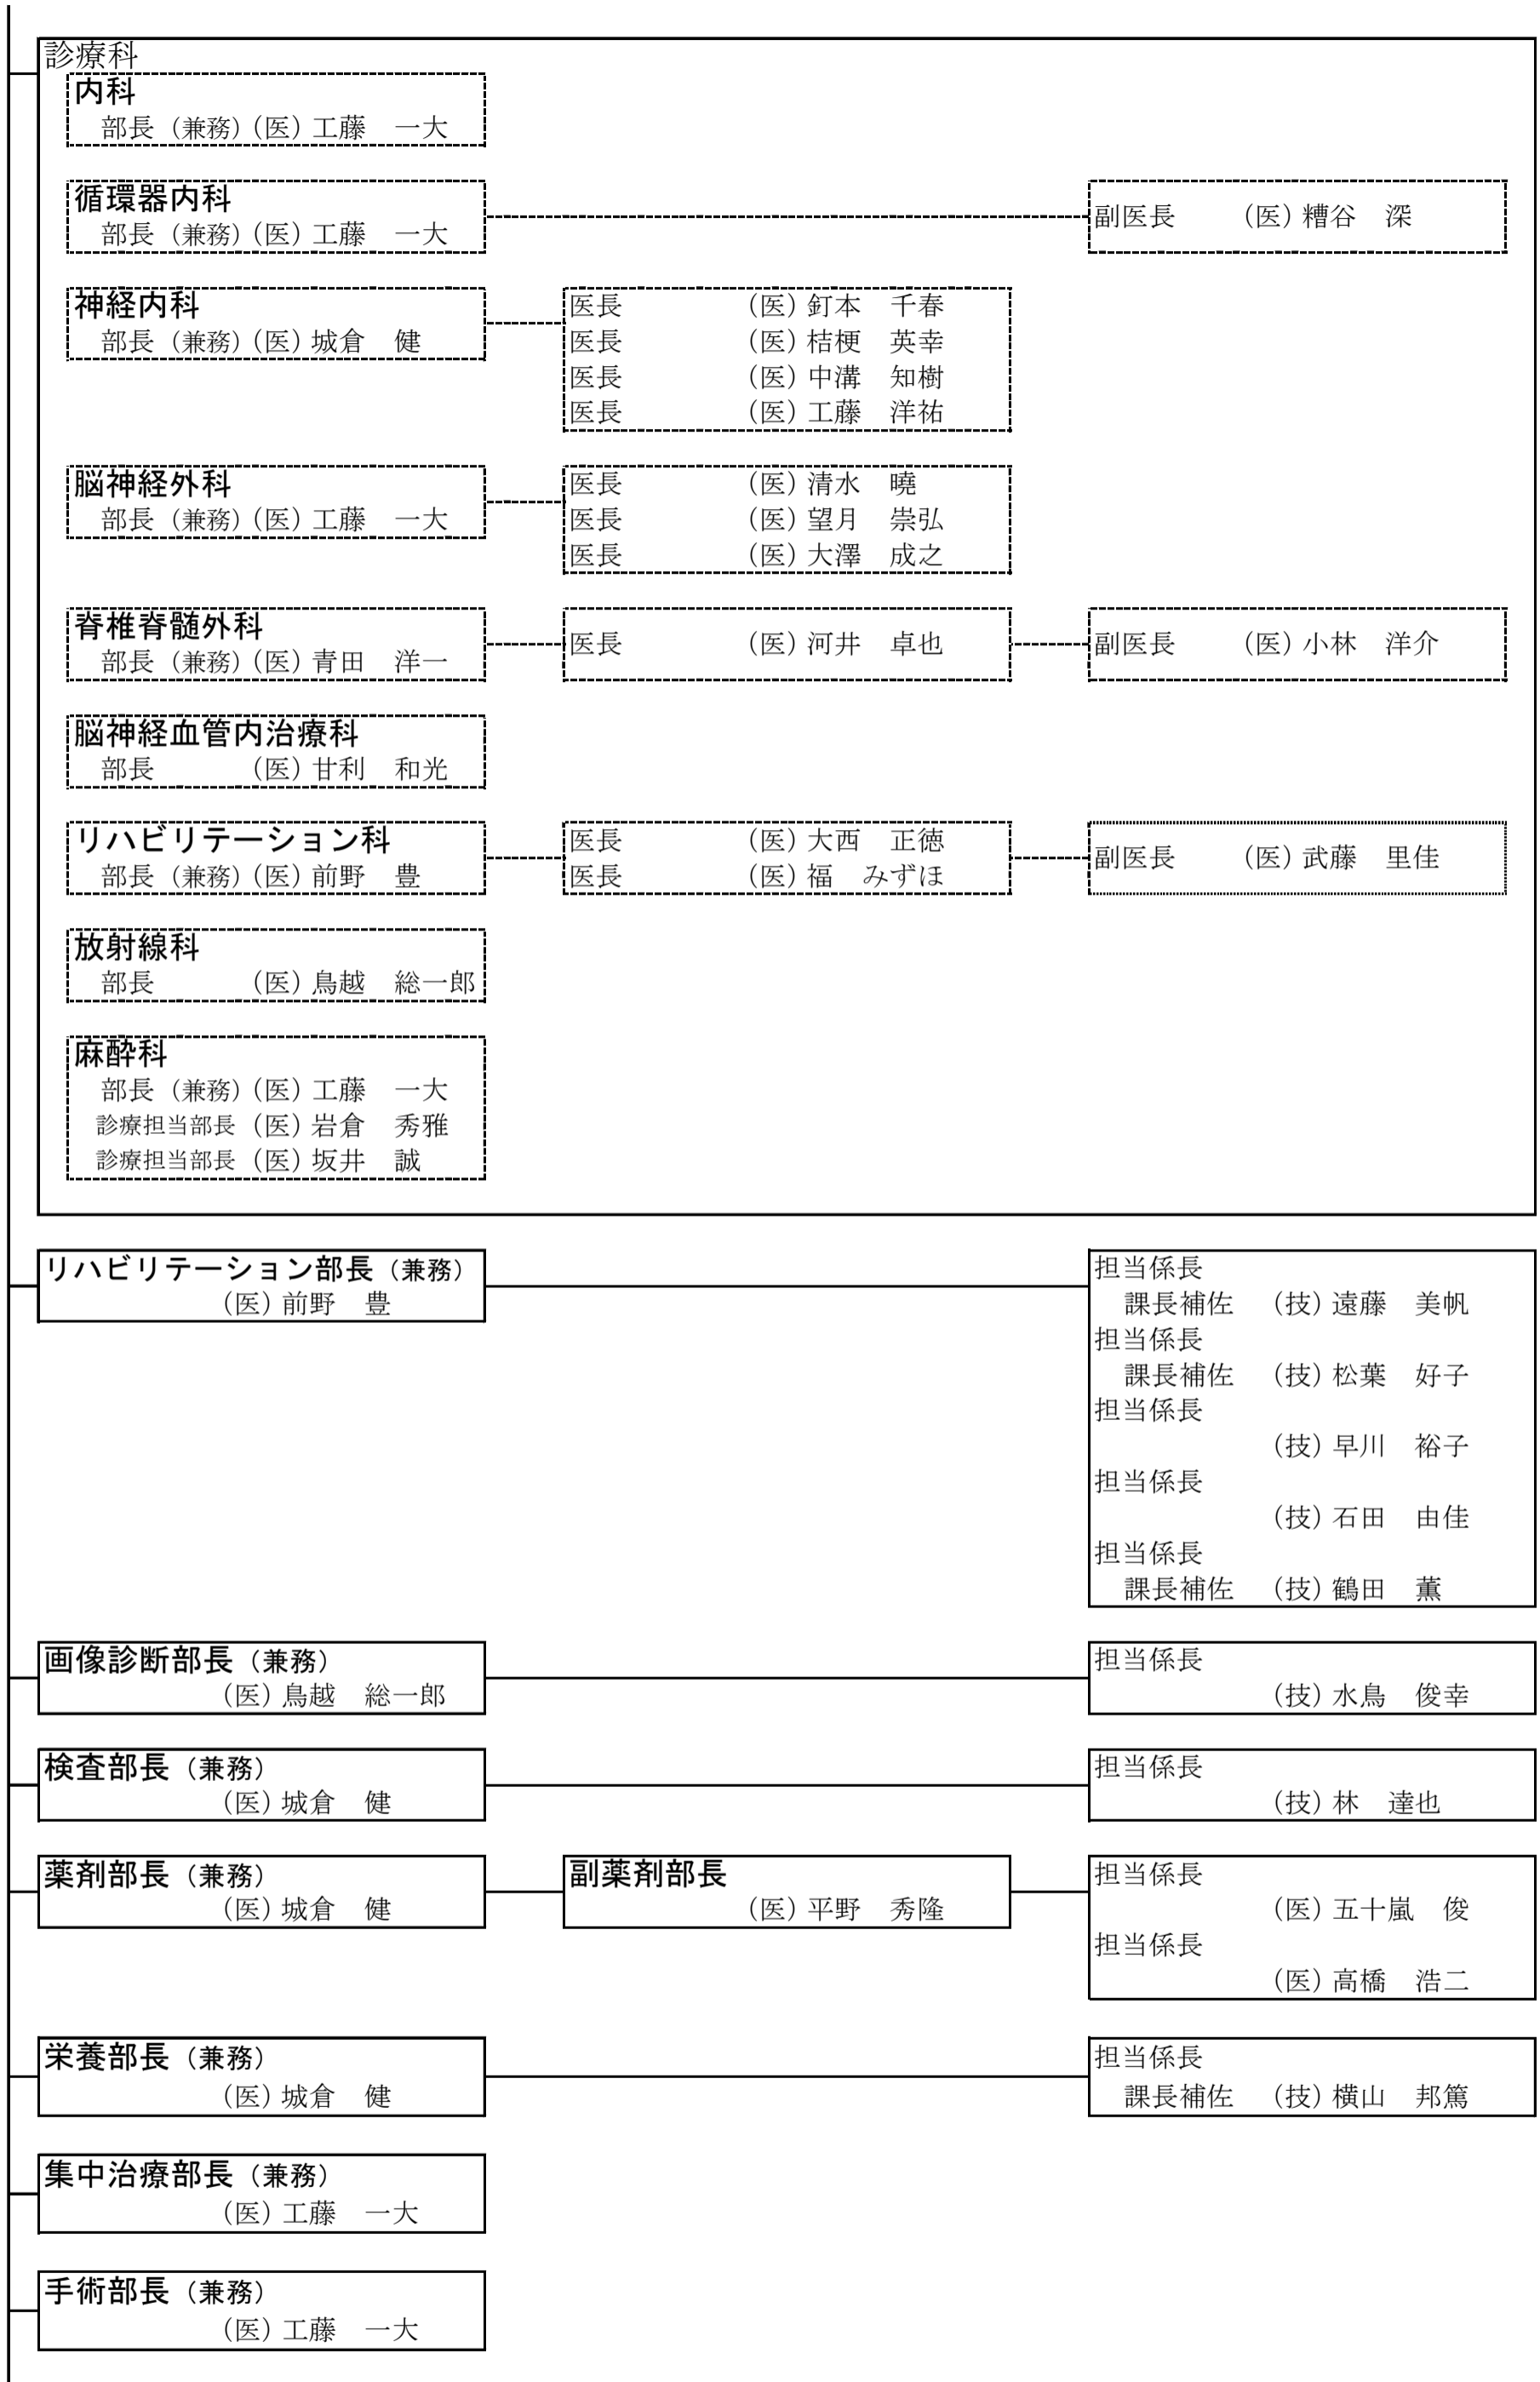 診療科
内科
部長（兼務）（医）工藤　一大
循環器内科
部長（兼務）（医）工藤　一大
副医長　（医）糟谷　深
神経内科
部長（兼務）（医）城倉　健
医長　（医）釘本　千春
医長　（医）桔梗　英幸
医長　（医）中溝　知樹
医長　（医）工藤　洋祐
脳神経外科
部長（兼務）（医）工藤　一大
医長　（医）清水　曉
医長　（医）望月　崇弘
医長　（医）大澤　成之
脊椎脊髄外科
部長（兼務）（医）青田　洋一
医長　（医）河井　卓也
副医長　（医）小林　洋介
脳神経血管内治療科
部長　（医）甘利　和光
リハビリテーション科
部長（兼務）（医）前野　豊
医長　（医）大西　正徳
医長　（医）福　みずほ
副医長　（医）武藤　里佳
放射線科
部長　（医）鳥越　総一郎
麻酔科
部長（兼務）（医）工藤　一大
診療担当部長（医）岩倉　秀雅
診療担当部長（医）坂井　誠
リハビリテーション部長（兼務）
（医）前野　豊
担当係長
課長補佐　（技）遠藤　美帆
担当係長
課長補佐　（技）松葉　好子
担当係長
（技）早川　裕子
担当係長
（技）石田　由佳
担当係長
課長補佐　（技）鶴田　薫
画像診断部長（兼務）
（医）鳥越　総一郎
担当係長
（技）水鳥　俊幸
検査部長（兼務）
（医）城倉　健
担当係長
（技）林　達也
薬剤部長（兼務）
（医）城倉　健
副薬剤部長
（医）平野　秀隆
担当係長
（医）五十嵐　俊
担当係長
（医）高橋　浩二
栄養部長（兼務）
（医）城倉　健
担当係長
課長補佐　（技）横山　邦篤
集中治療部長（兼務）
（医）工藤　一大
手術部長（兼務）
（医）工藤　一大